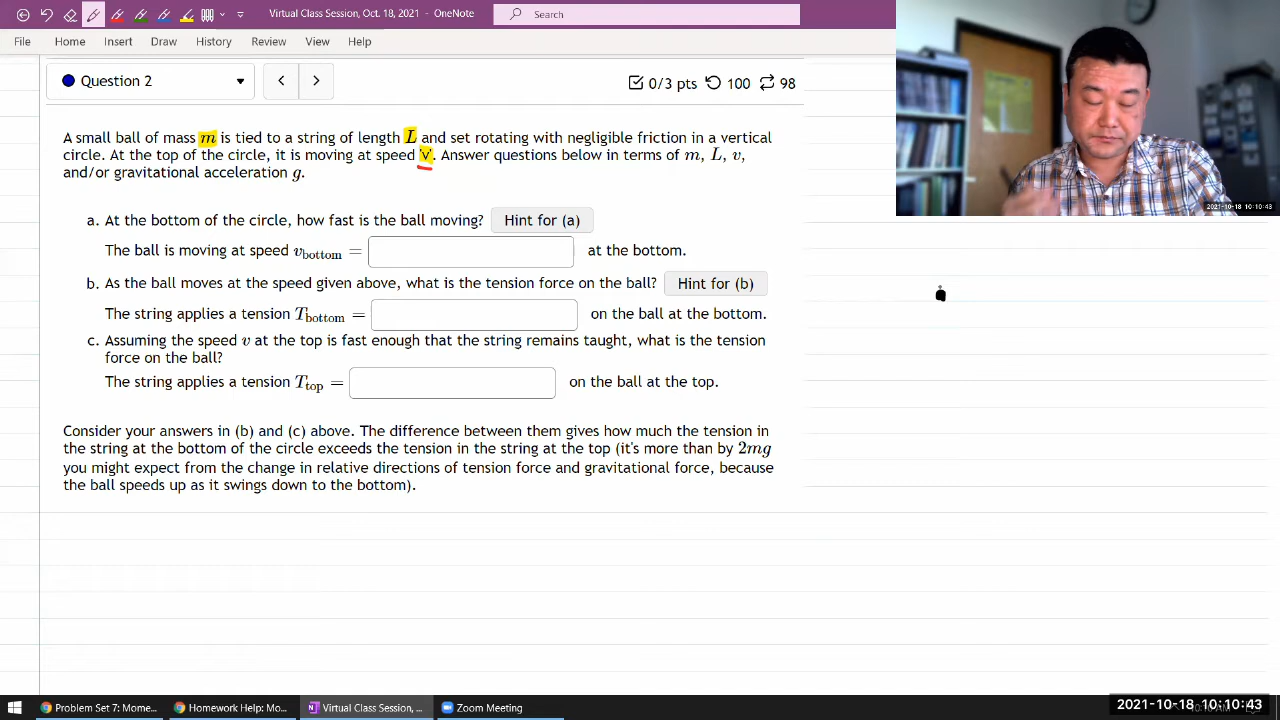 Virtual Class Session, Oct. 18, 2021 - OneNote
Search
File Home Insert Draw History Review View Help
Question 2
0/3 pts 100 98
A small ball of mass m is tied to a string of length L and set rotating with negligible friction in a vertical
circle. At the top of the circle, it is moving at speed v. Answer questions below in terms of m, L, v,
and/or gravitational acceleration g.
a. At the bottom of the circle, how fast is the ball moving? Hint for (a)
The ball is moving at speed v_bottom = at the bottom.
b. As the ball moves at the speed given above, what is the tension force on the ball? Hint for (b)
The string applies a tension T_bottom = on the ball at the bottom.
c. Assuming the speed v at the top is fast enough that the string remains taught, what is the tension
force on the ball?
The string applies a tension T_top = on the ball at the top.
Consider your answers in (b) and (c) above. The difference between them gives how much the tension in
the string at the bottom of the circle exceeds the tension in the string at the top (it's more than by 2mg
you might expect from the change in relative directions of tension force and gravitational force, because
the ball speeds up as it swings down to the bottom).
2021-10-18 10:10:43
Problem Set 7: Mome... Homework Help: Mo... Virtual Class Session, ... Zoom Meeting
2021-10-18 10:10:43